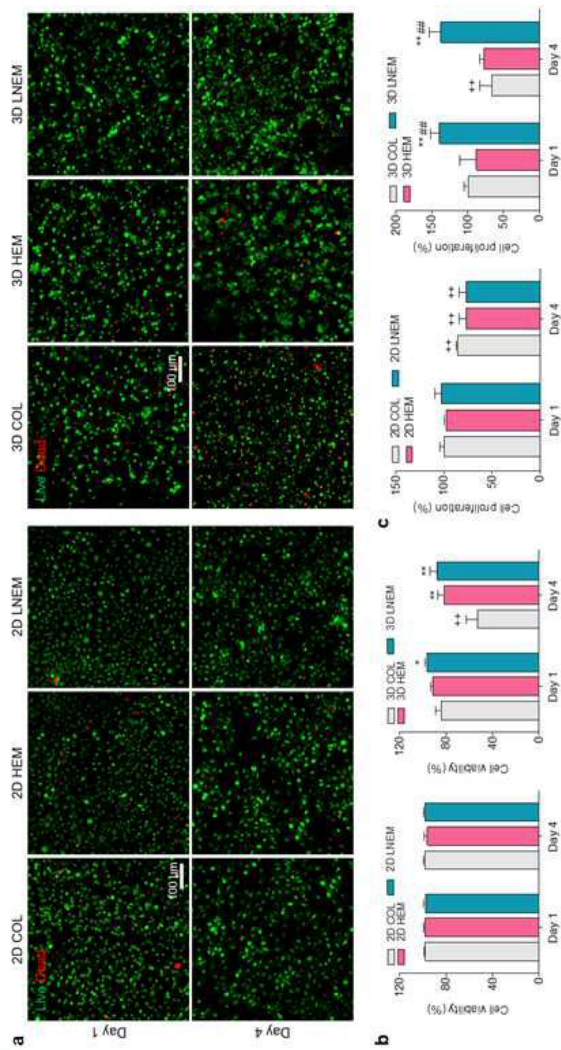 a
2D COL
2D HEM
2D LNEM
3D COL
3D HEM
3D LNEM
Live Dead
Live Dead
Day 1
100 μm
100 μm
Day 4
b
2D COL
2D LNEM
2D HEM
Cell viability (%)
120
80
40
0
Day 1
Day 4
3D COL
3D LNEM
3D HEM
Cell viability (%)
120
80
40
0
*
‡‡
**
**
Day 1
Day 4
c
2D COL
2D LNEM
2D HEM
Cell proliferation (%)
150
100
50
0
‡‡
‡‡
‡‡
Day 1
Day 4
3D COL
3D LNEM
3D HEM
Cell proliferation (%)
200
150
100
50
0
** ##
‡‡
** ##
Day 1
Day 4